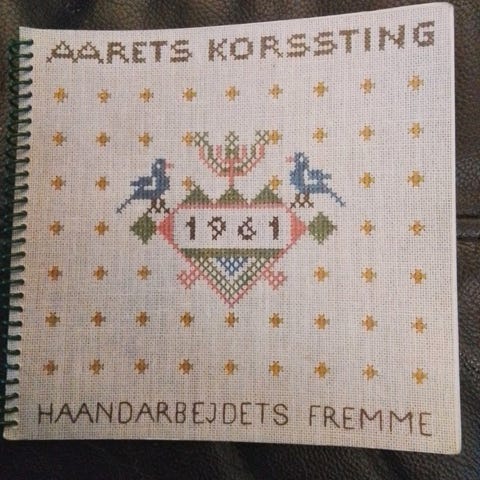 AARETS KORSSTING
1961
HAANDARBEJDETS FREMME